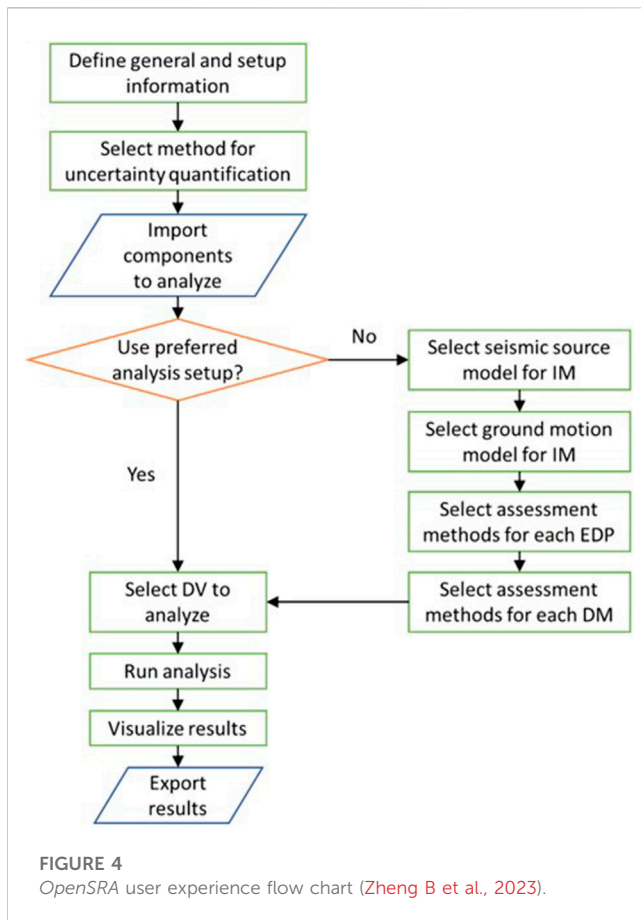 Define general and setup
information
Select method for
uncertainty quantification
Import
components
to analyze
Use preferred
analysis setup?
No
Select seismic source
model for IM
Select ground motion
model for IM
Select assessment
methods for each EDP
Select assessment
methods for each DM
Yes
Select DV to
analyze
Run analysis
Visualize results
Export
results
FIGURE 4
OpenSRA user experience flow chart (Zheng B et al., 2023).